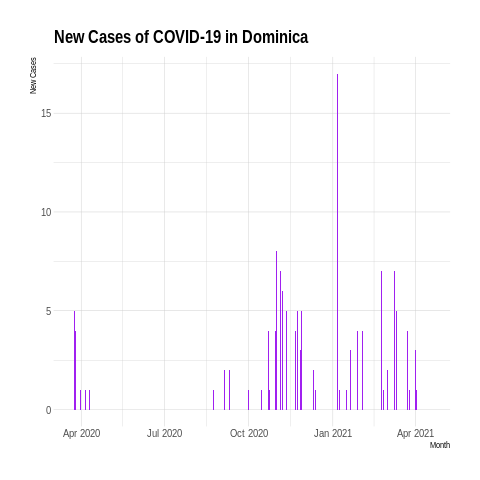 New Cases of COVID-19 in Dominica
New Cases
15
10
5
0
Apr 2020 Jul 2020 Oct 2020 Jan 2021 Apr 2021
Month